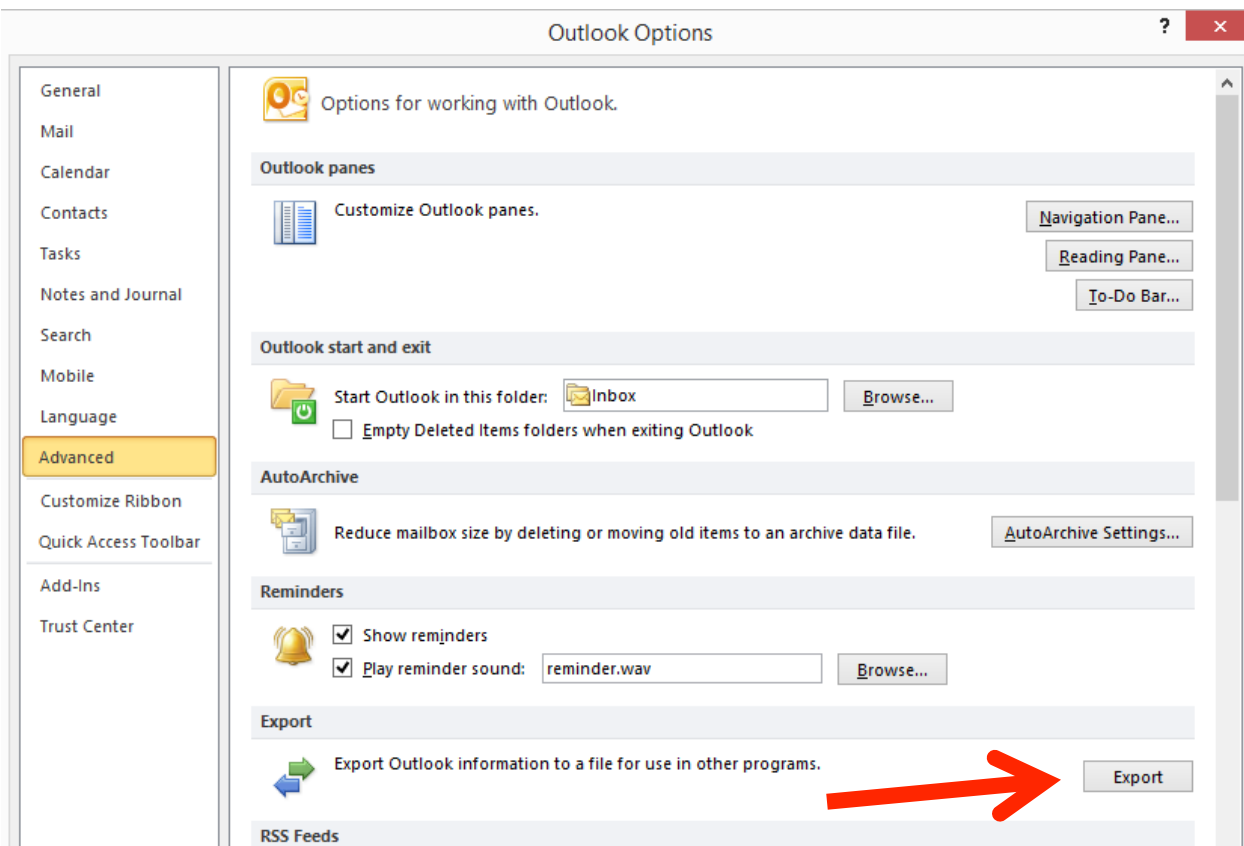 Outlook Options
?
General
Mail
Calendar
Contacts
Tasks
Notes and Journal
Search
Mobile
Language
Advanced
Customize Ribbon
Quick Access Toolbar
Add-Ins
Trust Center
Options for working with Outlook.
Outlook panes
Customize Outlook panes.
Navigation Pane...
Reading Pane...
To-Do Bar...
Outlook start and exit
Start Outlook in this folder: Inbox Browse...
Empty Deleted Items folders when exiting Outlook
AutoArchive
Reduce mailbox size by deleting or moving old items to an archive data file. AutoArchive Settings...
Reminders
Show reminders
Play reminder sound: reminder.wav Browse...
Export
Export Outlook information to a file for use in other programs. Export
RSS Feeds